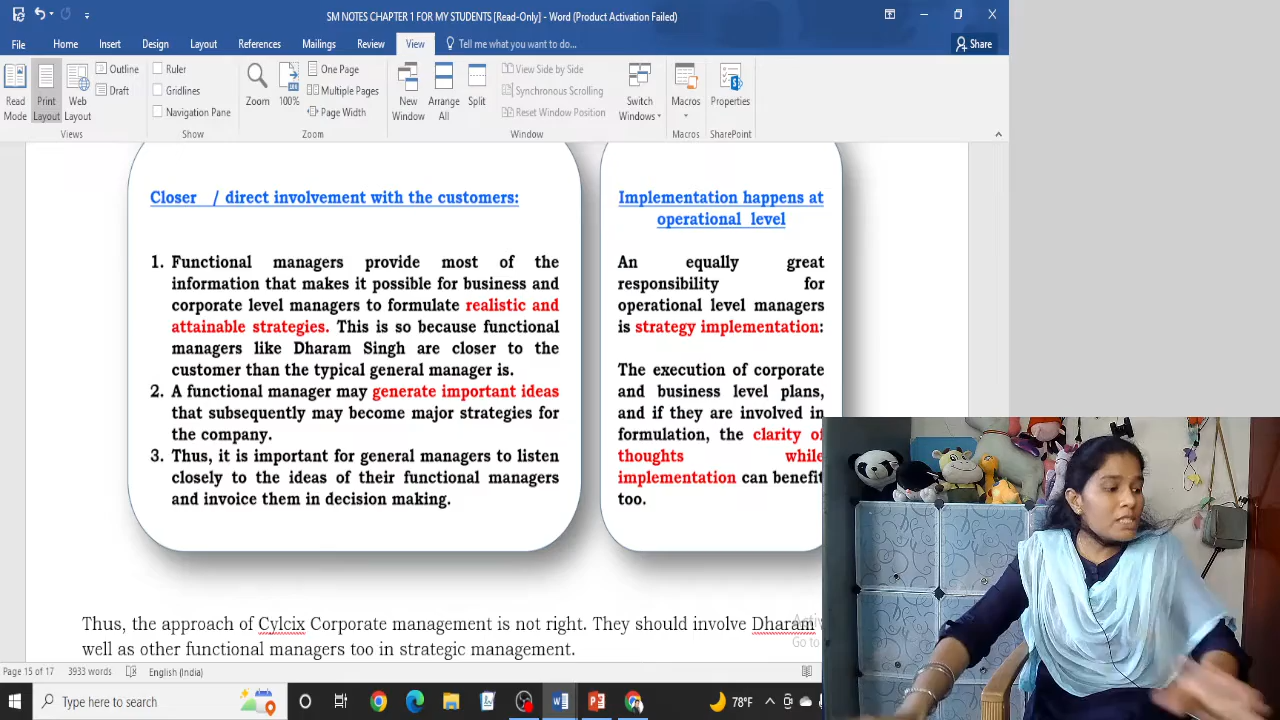 SM NOTES CHAPTER 1 FOR MY STUDENTS [Read-Only] - Word (Product Activation Failed)
File Home Insert Design Layout References Mailings Review View Tell me what you want to do... Share
Read Mode
Print Layout
Web Layout
Outline
Draft
Views
Ruler
Gridlines
Navigation Pane
Show
Zoom
100%
One Page
Multiple Pages
Page Width
Zoom
New Window
Arrange All
Split
View Side by Side
Synchronous Scrolling
Reset Window Position
Window
Switch Windows
Macros
Macros
Properties
SharePoint
Closer / direct involvement with the customers:
1. Functional managers provide most of the
information that makes it possible for business and
corporate level managers to formulate realistic and
attainable strategies. This is so because functional
managers like Dharam Singh are closer to the
customer than the typical general manager is.
2. A functional manager may generate important ideas
that subsequently may become major strategies for
the company.
3. Thus, it is important for general managers to listen
closely to the ideas of their functional managers
and invoice them in decision making.
Implementation happens at
operational level
An equally great
responsibility for
operational level managers
is strategy implementation:
The execution of corporate
and business level plans,
and if they are involved in
formulation, the clarity of
thoughts while
implementation can benefit
too.
Thus, the approach of Cylcix Corporate management is not right. They should involve Dharam
well as other functional managers too in strategic management.
Go to
Page 15 of 17 3933 words English (India)
Type here to search
78°F